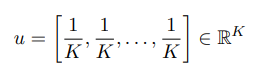 u = [1/K, 1/K, . . . , 1/K] ∈ ℝ^K